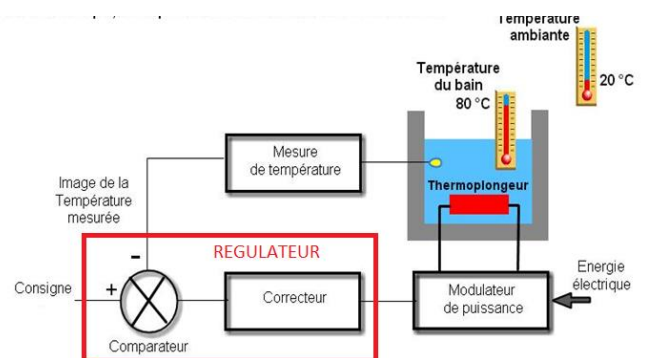 Température
ambiante
20 °C
Température
du bain
80 °C
Mesure
de température
Thermoplongeur
Image de la
Température
mesurée
-
REGULATEUR
Consigne
+
Correcteur
Modulateur
de puissance
Energie
électrique
Comparateur